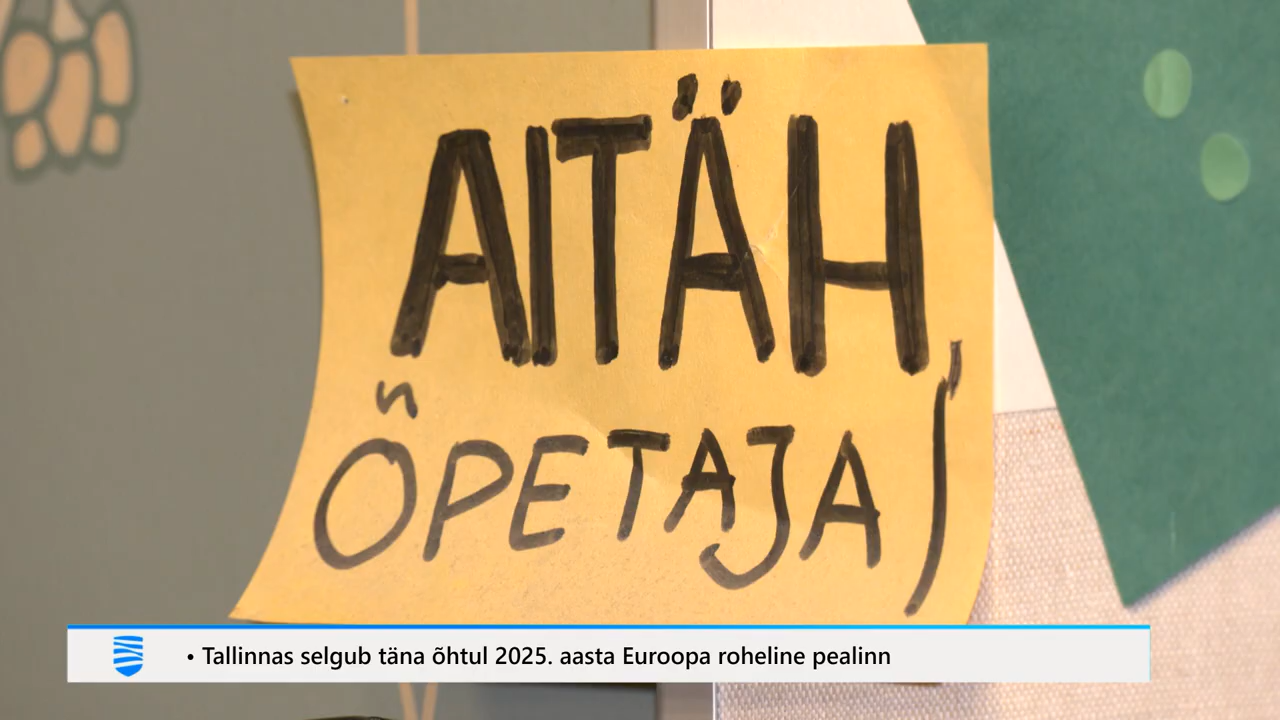 AITÄH,
ÕPETAJA!
• Tallinnas selgub täna õhtul 2025. aasta Euroopa roheline pealinn